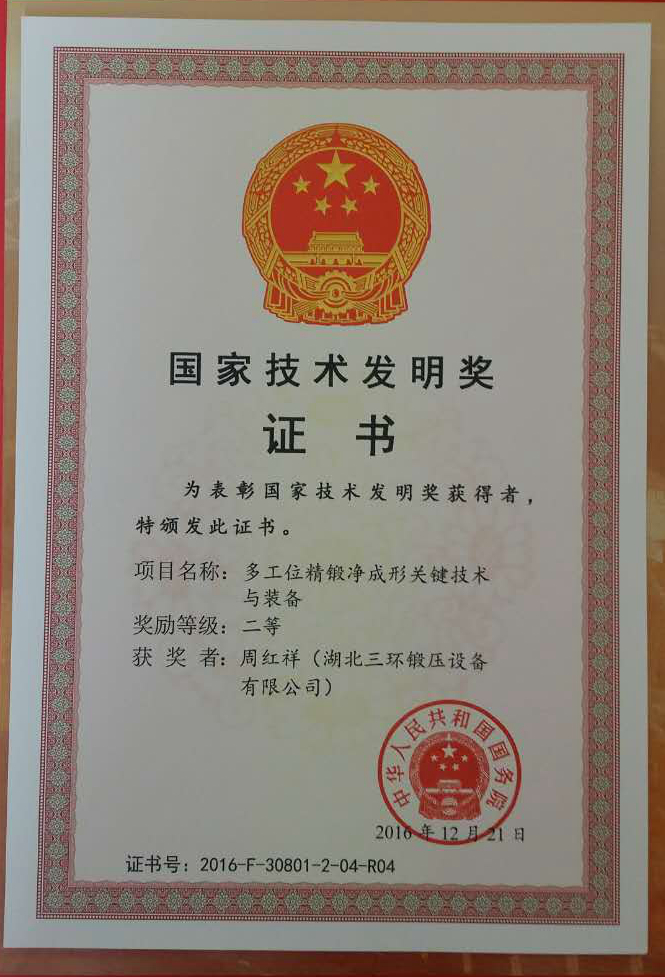 国家技术发明奖
证书
为表彰国家技术发明奖获得者，
特颁发此证书。
项目名称：多工位精锻净成形关键技术
与装备
奖励等级：二等
获奖者：周红祥（湖北三环锻压设备
有限公司）
中华人民共和国国务院
2016年12月21日
证书号：2016-F-30801-2-04-R04